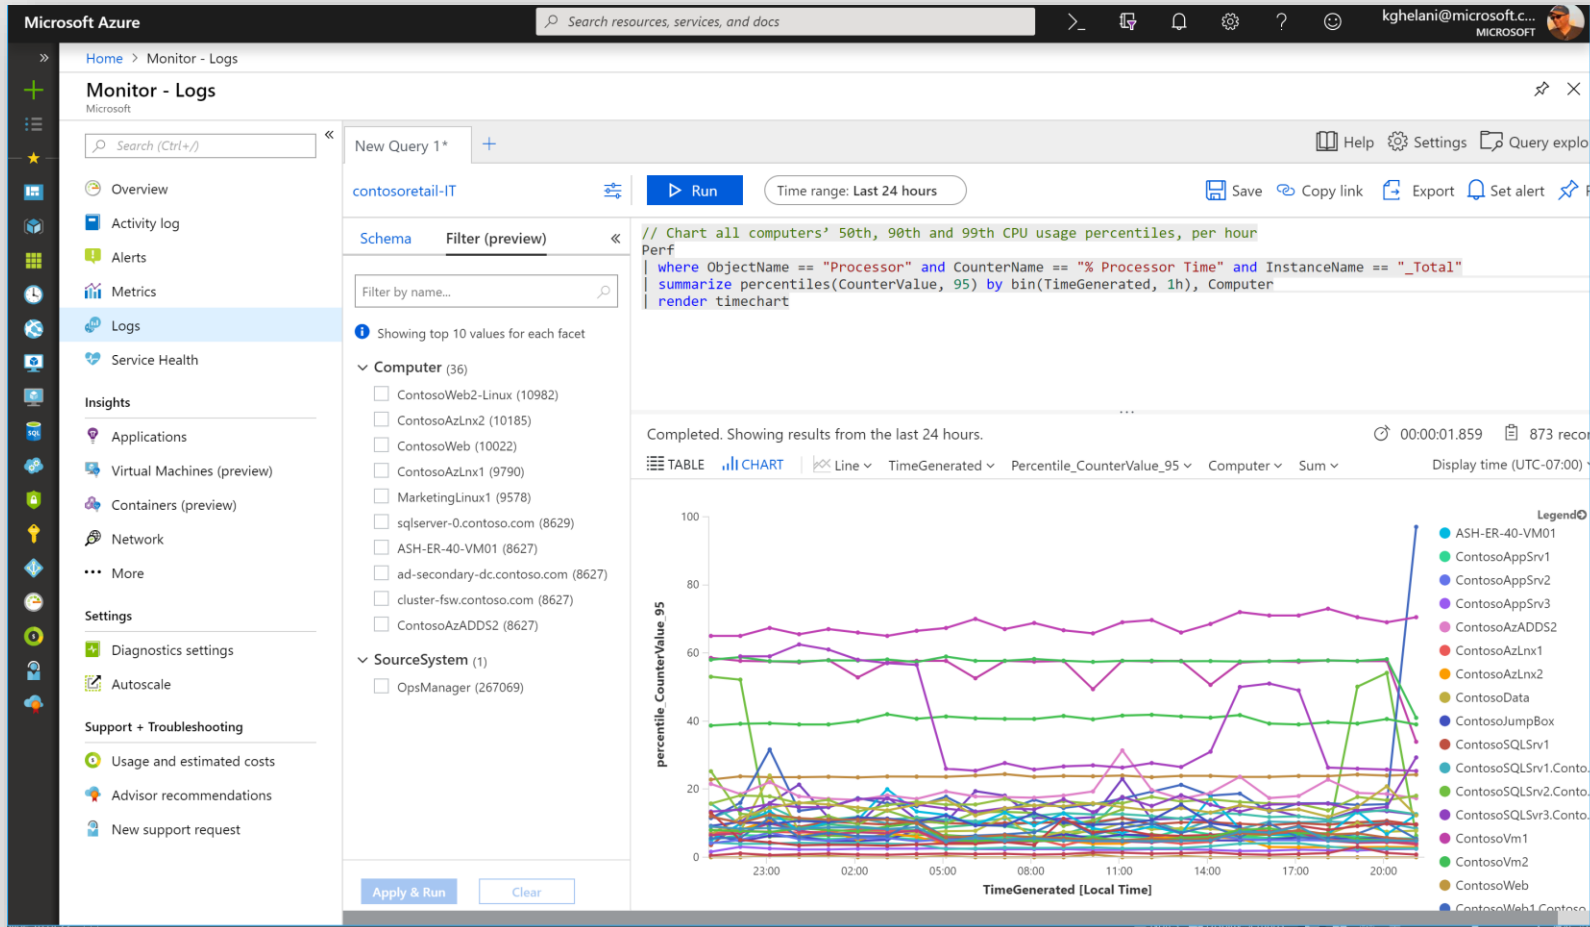 Microsoft Azure
Search resources, services, and docs
kghelani@microsoft.c...
MICROSOFT
Home > Monitor - Logs
Monitor - Logs
Microsoft
Search (Ctrl+/)
Overview
Activity log
Alerts
Metrics
Logs
Service Health
Insights
Applications
Virtual Machines (preview)
Containers (preview)
Network
More
Settings
Diagnostics settings
Autoscale
Support + Troubleshooting
Usage and estimated costs
Advisor recommendations
New support request
New Query 1*
Help Settings Query explo
contosoretail-IT
Run
Time range: Last 24 hours
Save Copy link Export Set alert
Schema Filter (preview)
Filter by name...
Showing top 10 values for each facet
Computer (36)
ContosoWeb2-Linux (10982)
ContosoAzLnx2 (10185)
ContosoWeb (10022)
ContosoAzLnx1 (9790)
MarketingLinux1 (9578)
sqlserver-0.contoso.com (8629)
ASH-ER-40-VM01 (8627)
ad-secondary-dc.contoso.com (8627)
cluster-fsw.contoso.com (8627)
ContosoAzADDS2 (8627)
SourceSystem (1)
OpsManager (267069)
Apply & Run Clear
// Chart all computers’ 50th, 90th and 99th CPU usage percentiles, per hour
Perf
| where ObjectName == "Processor" and CounterName == "% Processor Time" and InstanceName == "_Total"
| summarize percentiles(CounterValue, 95) by bin(TimeGenerated, 1h), Computer
| render timechart
Completed. Showing results from the last 24 hours.
00:00:01.859 873 recor
TABLE CHART Line TimeGenerated Percentile_CounterValue_95 Computer Sum Display time (UTC-07:00)
percentile_CounterValue_95
100
80
60
40
20
0
23:00 02:00 05:00 08:00 11:00 14:00 17:00 20:00
TimeGenerated [Local Time]
Legend
ASH-ER-40-VM01
ContosoAppSrv1
ContosoAppSrv2
ContosoAppSrv3
ContosoAzADDS2
ContosoAzLnx1
ContosoAzLnx2
ContosoData
ContosoJumpBox
ContosoSQLSrv1
ContosoSQLSrv1.Conto.
ContosoSQLSrv2.Conto.
ContosoSQLSvr3.Conto.
ContosoVm1
ContosoVm2
ContosoWeb
ContosoWeb1.Contoso